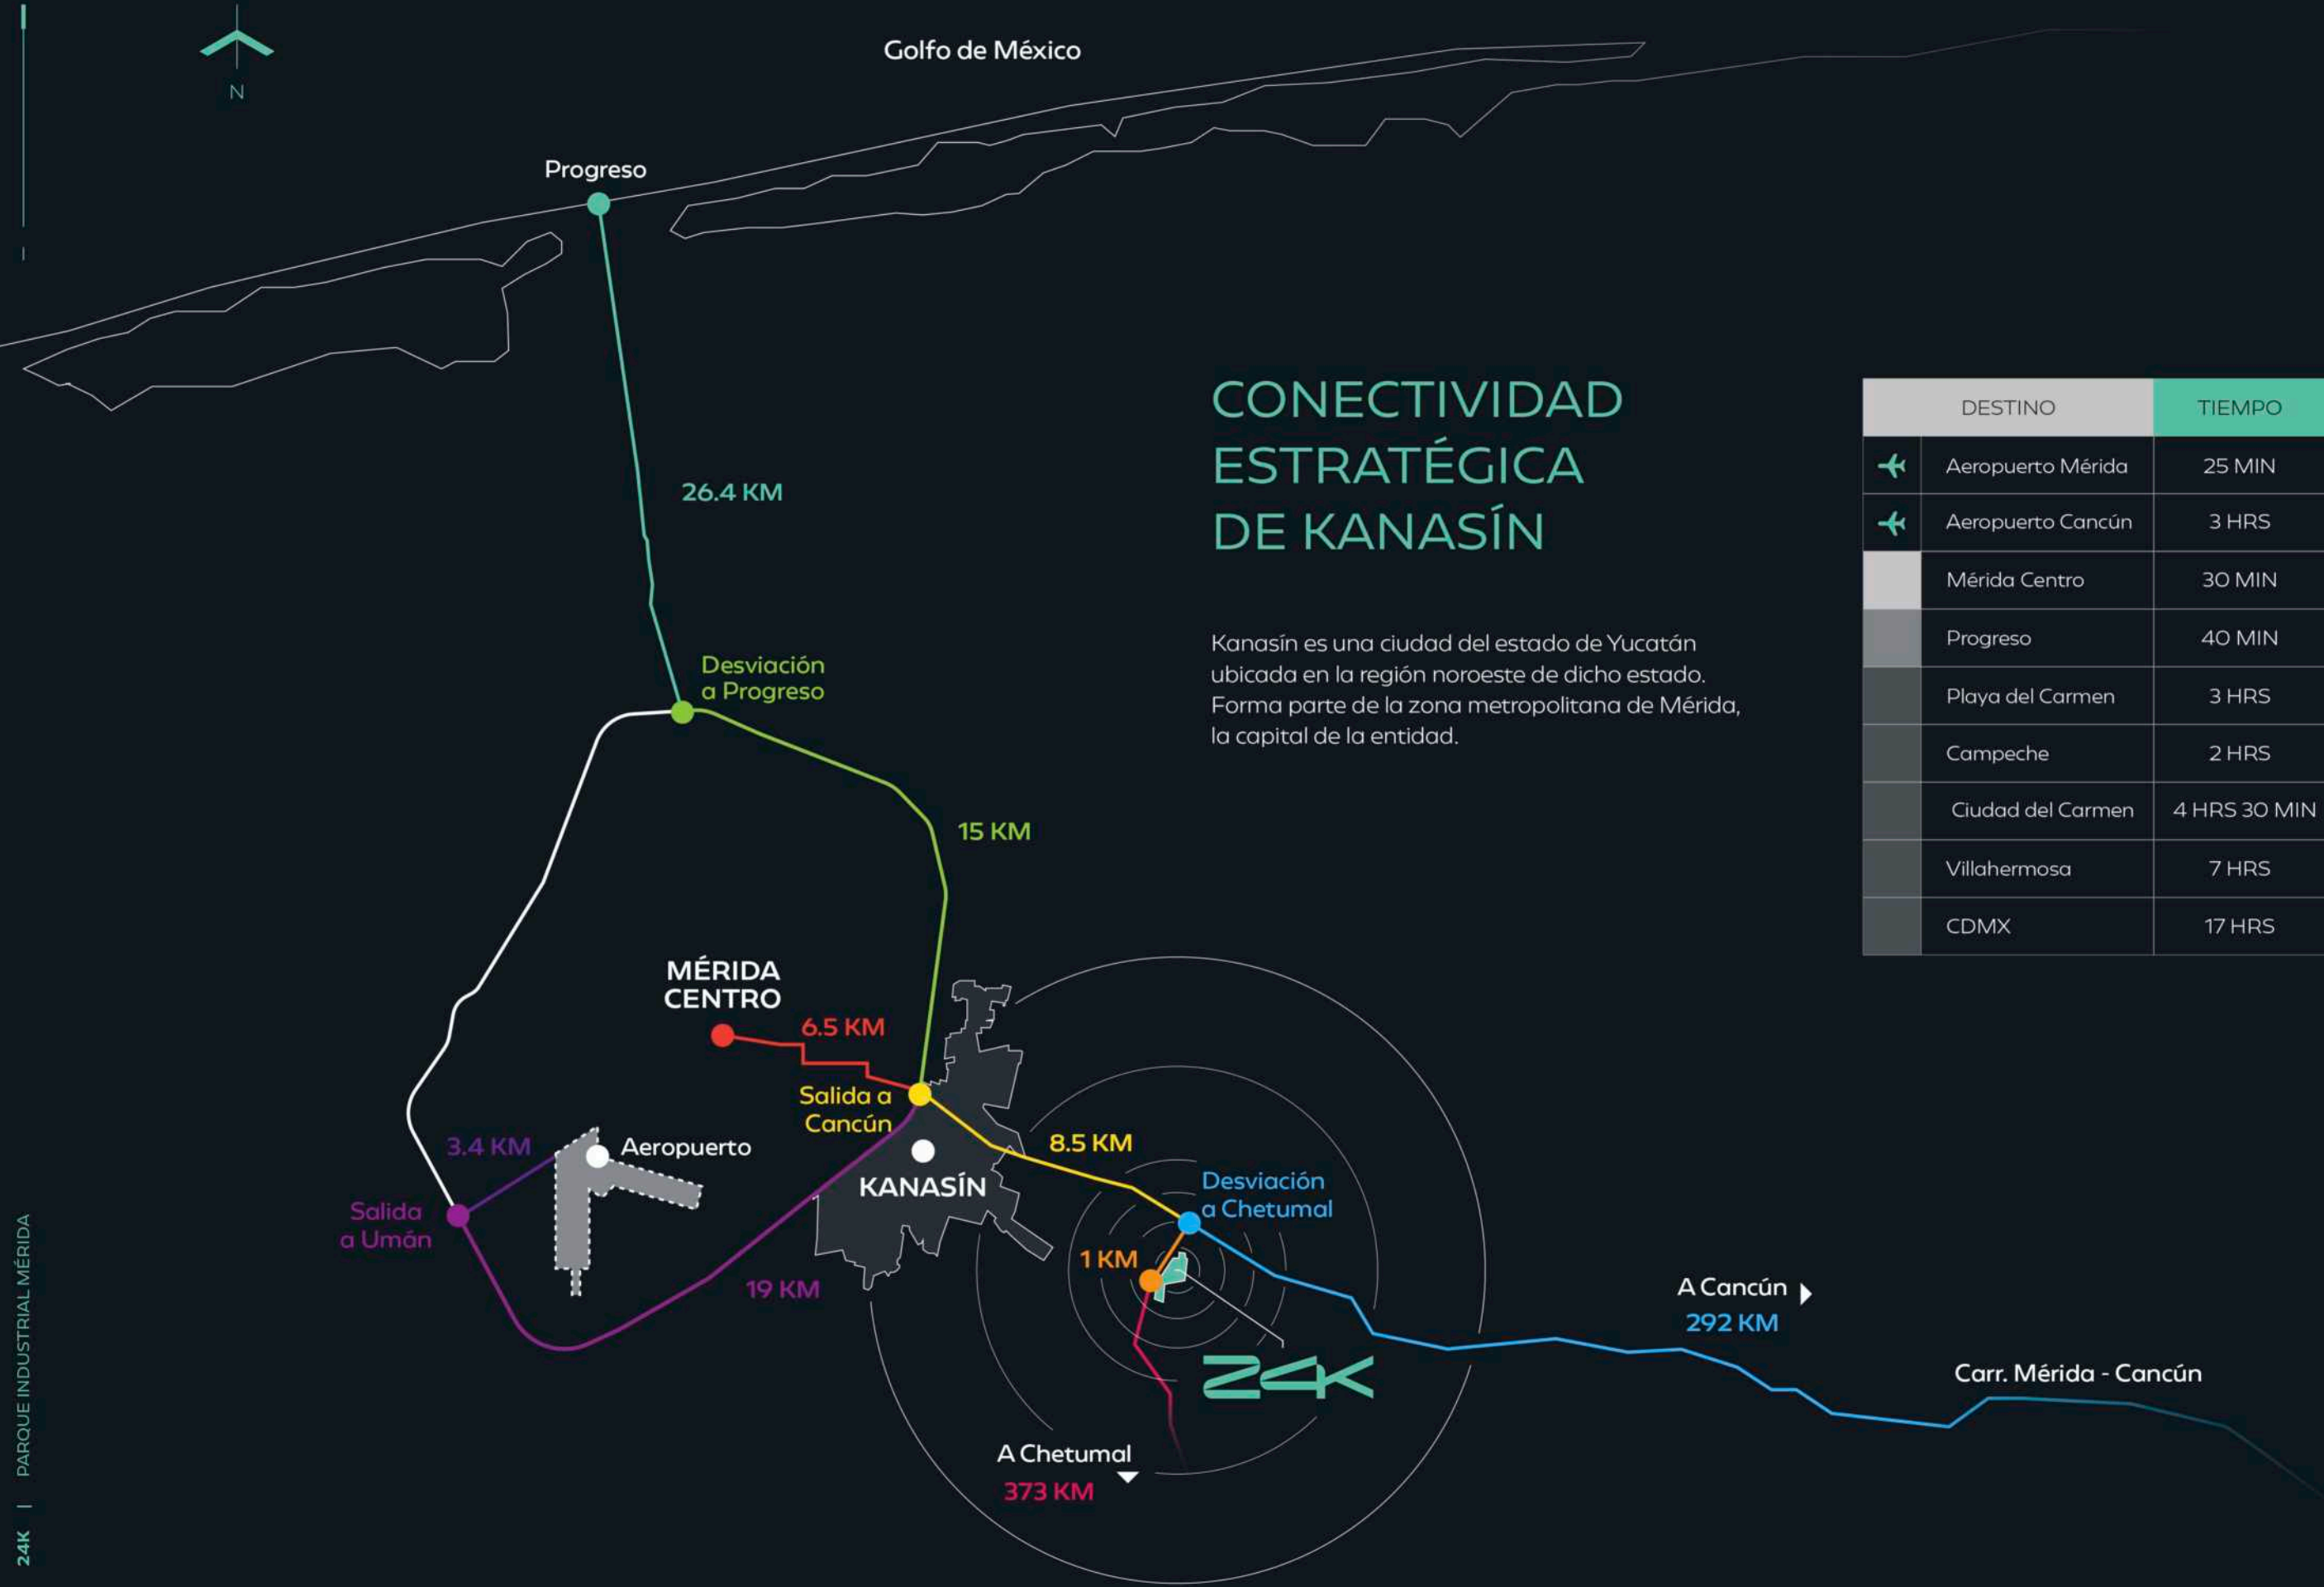 N
Golfo de México
Progreso
26.4 KM
CONECTIVIDAD
ESTRATÉGICA
DE KANASÍN
Kanasín es una ciudad del estado de Yucatán
ubicada en la región noroeste de dicho estado.
Forma parte de la zona metropolitana de Mérida,
la capital de la entidad.
DESTINO TIEMPO
Aeropuerto Mérida 25 MIN
Aeropuerto Cancún 3 HRS
Mérida Centro 30 MIN
Progreso 40 MIN
Playa del Carmen 3 HRS
Campeche 2 HRS
Ciudad del Carmen 4 HRS 30 MIN
Villahermosa 7 HRS
CDMX 17 HRS
Desviación
a Progreso
15 KM
MÉRIDA
CENTRO
6.5 KM
Salida a
Cancún
3.4 KM
Aeropuerto
8.5 KM
KANASÍN
Desviación
a Chetumal
Salida
a Umán
1 KM
19 KM
A Cancún
292 KM
24K
Carr. Mérida - Cancún
A Chetumal
373 KM
24K | PARQUE INDUSTRIAL MÉRIDA